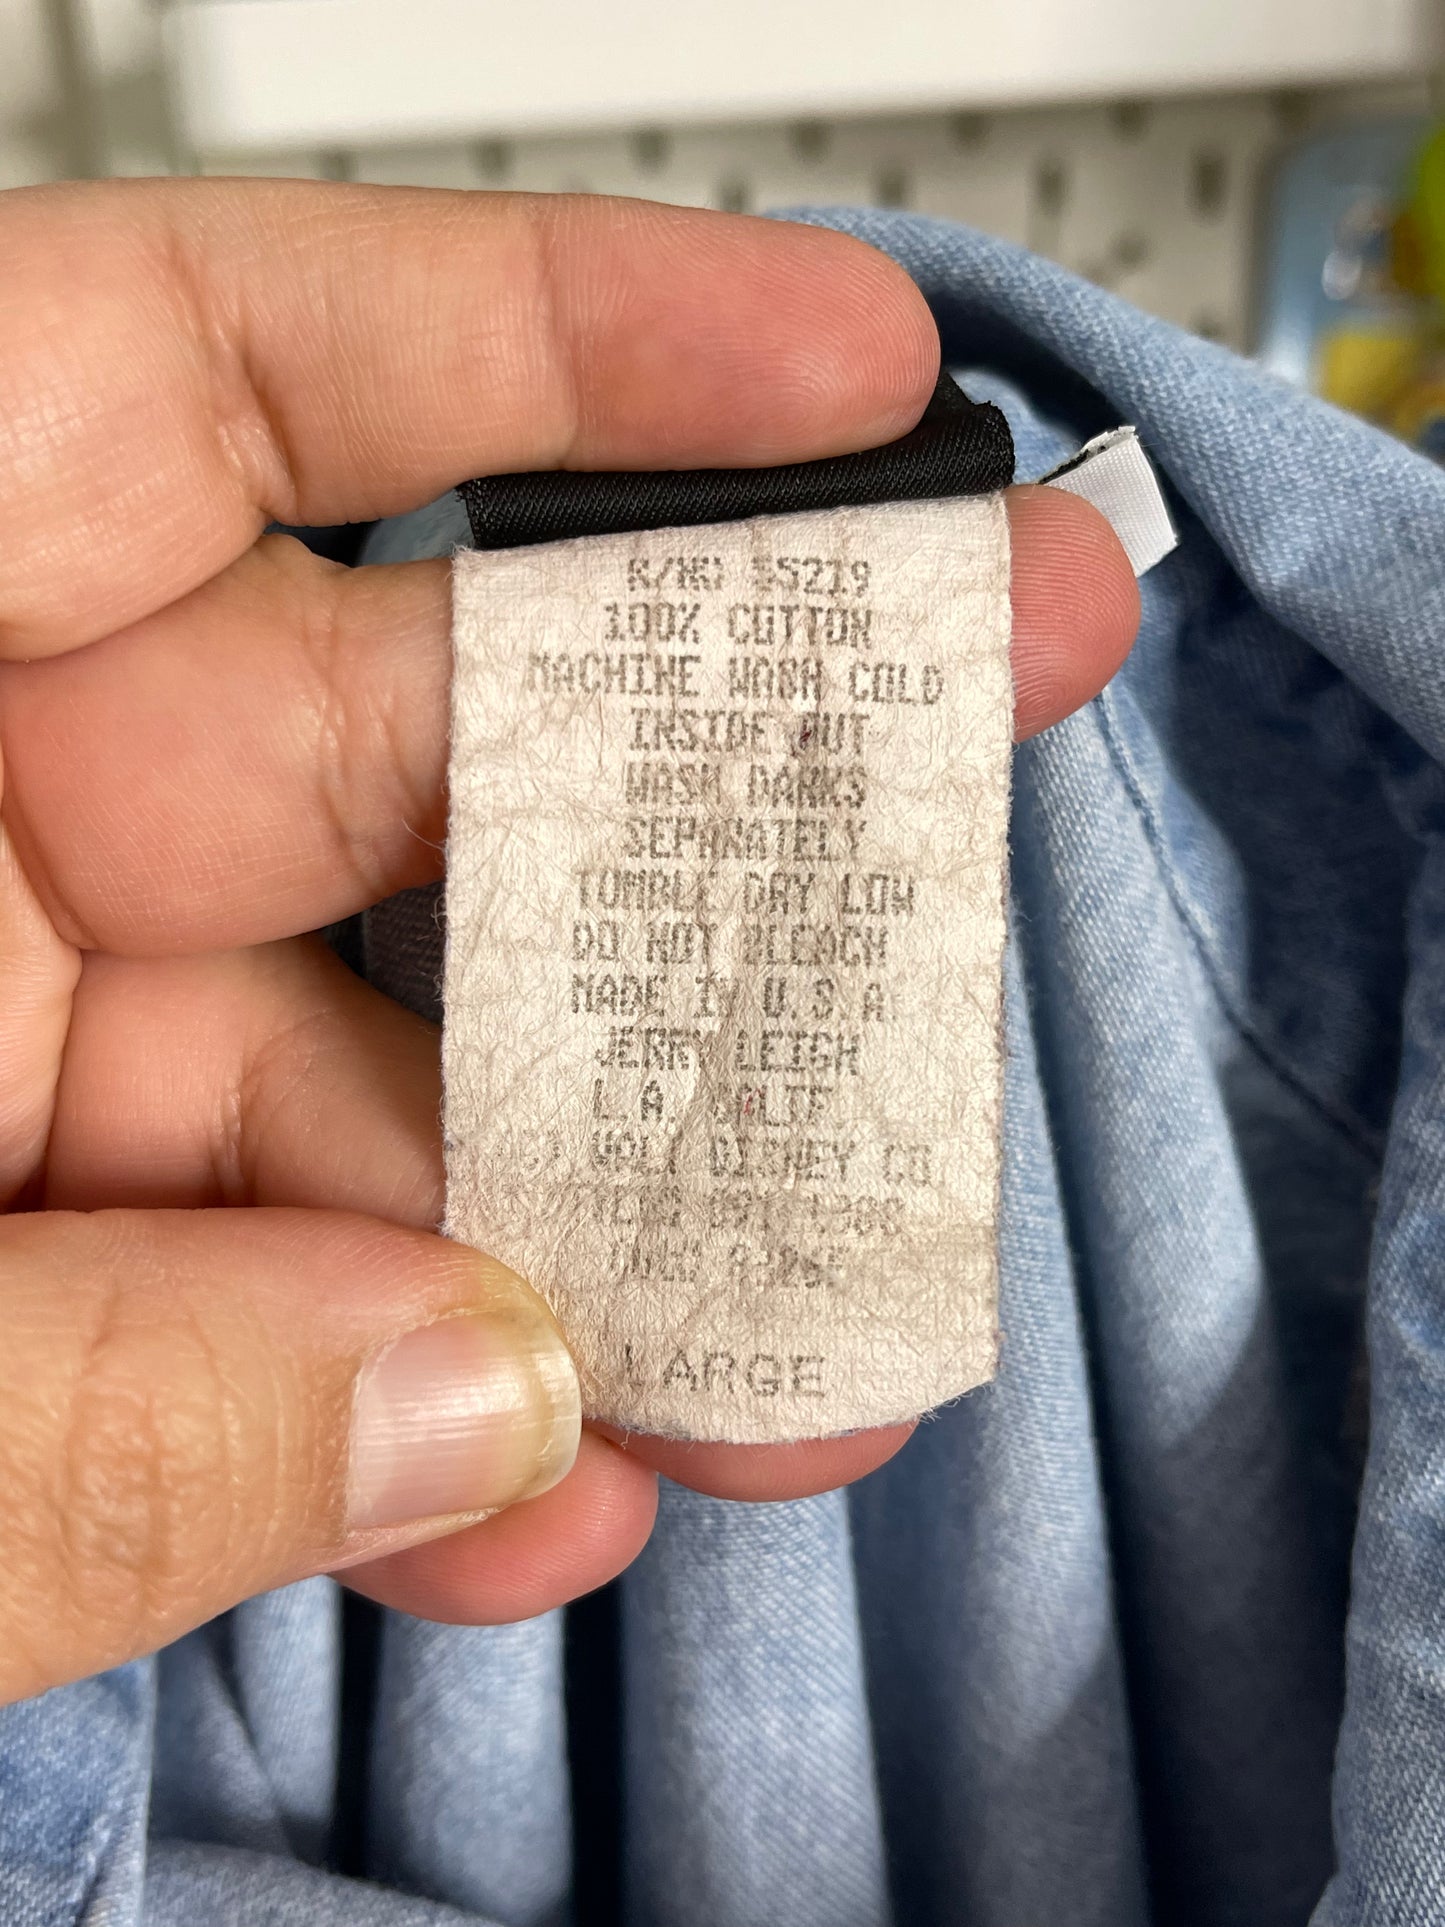 R/N# 55219
100% COTTON
MACHINE WASH COLD
INSIDE OUT
WASH DARKS
SEPARATELY
TUMBLE DRY LOW
DO NOT BLEACH
MADE IN U.S.A.
JERRY LEIGH
L.A.
WALT DISNEY CO
LARGE